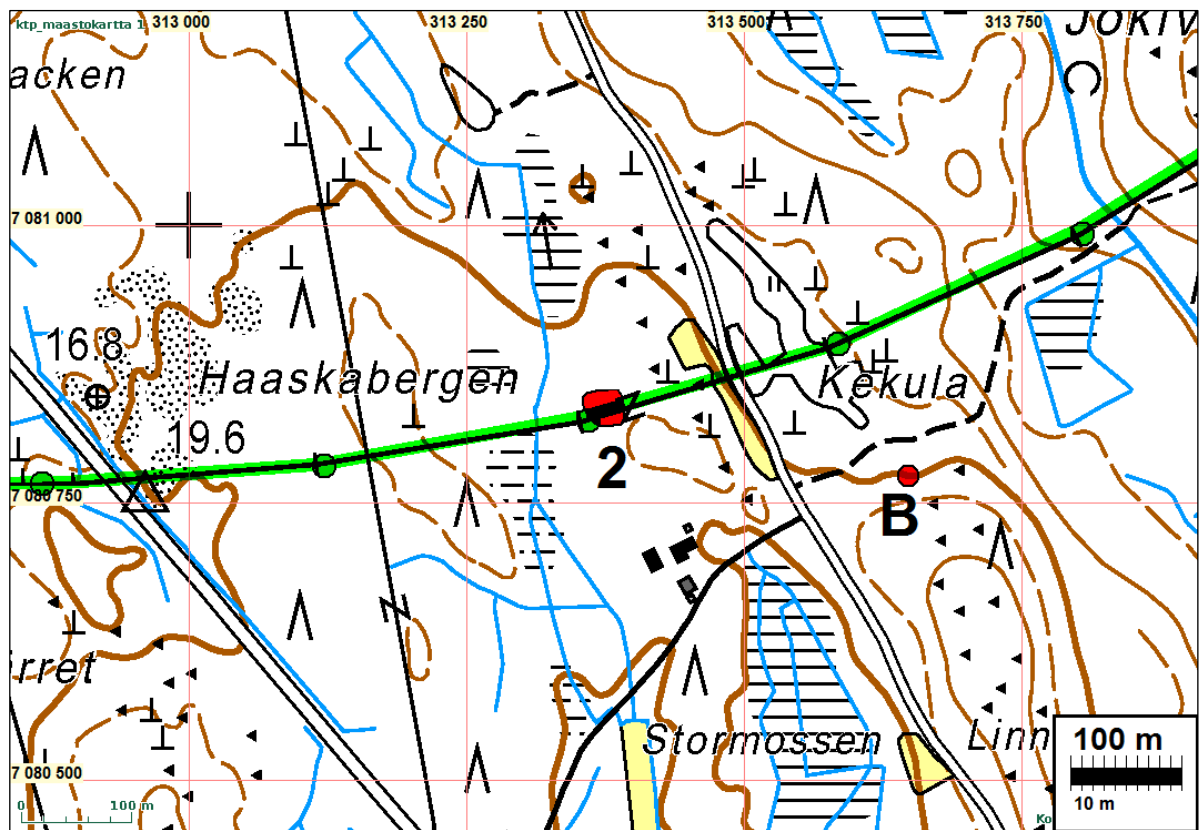 ktp_maastokartta 1
313 000
313 250
313 500
313 750
acken
7 081 000
16.8
Haaskabergen
Kekula
19.6
2
B
7 080 750
rret
Stormossen
Linn
100 m
10 m
7 080 500
0
100 m
Ko